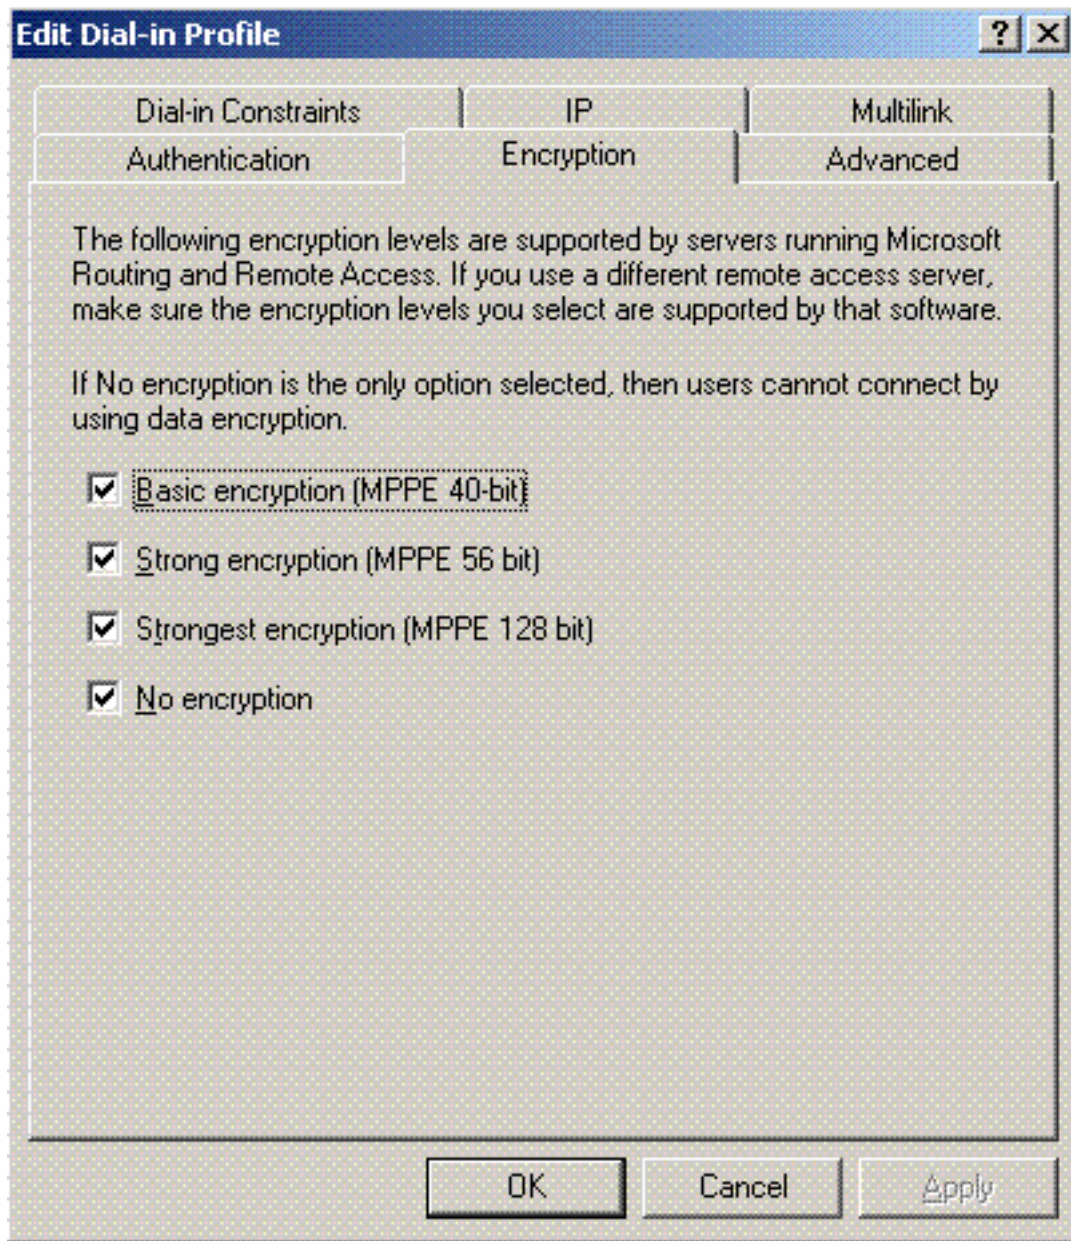 Edit Dial-in Profile
Dial-in Constraints IP Multilink
Authentication Encryption Advanced
The following encryption levels are supported by servers running Microsoft
Routing and Remote Access. If you use a different remote access server,
make sure the encryption levels you select are supported by that software.
If No encryption is the only option selected, then users cannot connect by
using data encryption.
Basic encryption (MPPE 40-bit)
Strong encryption (MPPE 56 bit)
Strongest encryption (MPPE 128 bit)
No encryption
OK Cancel Apply